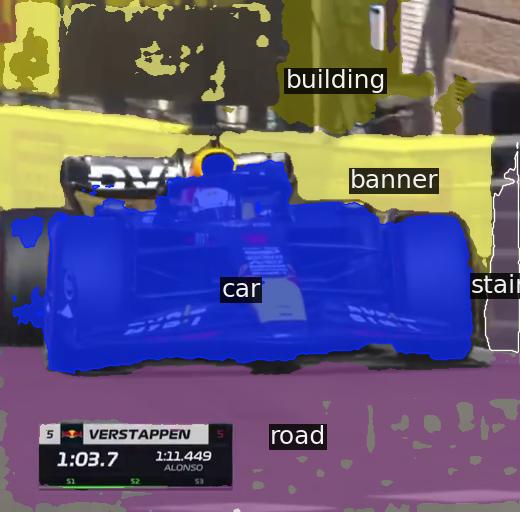 building
banner
car
stair
road
5 VERSTAPPEN 5
1:03.7 1:11.449
ALONSO
S1 S2 S3